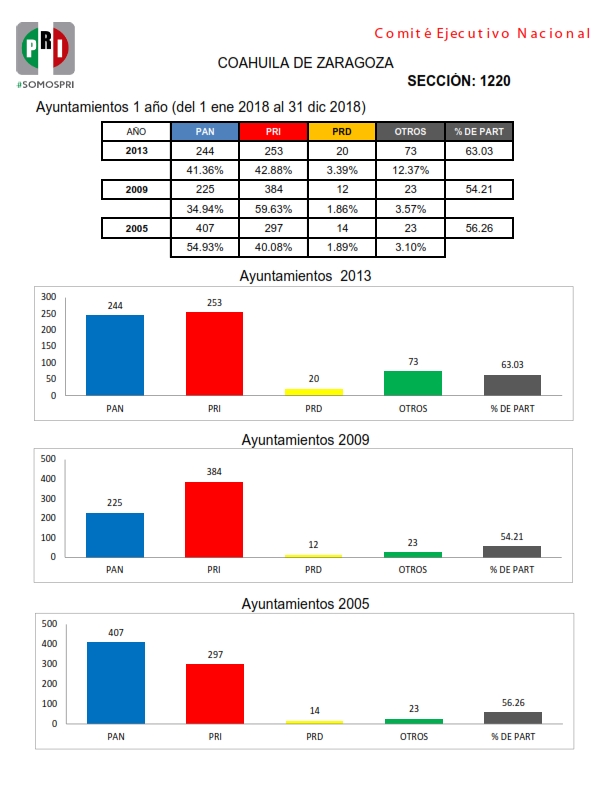 Comité Ejecutivo Nacional
PRI
#SOMOSPRI
COAHUILA DE ZARAGOZA
SECCIÓN: 1220
Ayuntamientos 1 año (del 1 ene 2018 al 31 dic 2018)
AÑO PAN PRI PRD OTROS % DE PART
2013 244 253 20 73 63.03
41.36% 42.88% 3.39% 12.37%
2009 225 384 12 23 54.21
34.94% 59.63% 1.86% 3.57%
2005 407 297 14 23 56.26
54.93% 40.08% 1.89% 3.10%
Ayuntamientos 2013
300
250
200
150
100
50
0
244 253 20 73 63.03
PAN PRI PRD OTROS % DE PART
Ayuntamientos 2009
500
400
300
200
100
0
225 384 12 23 54.21
PAN PRI PRD OTROS % DE PART
Ayuntamientos 2005
500
400
300
200
100
0
407 297 14 23 56.26
PAN PRI PRD OTROS % DE PART